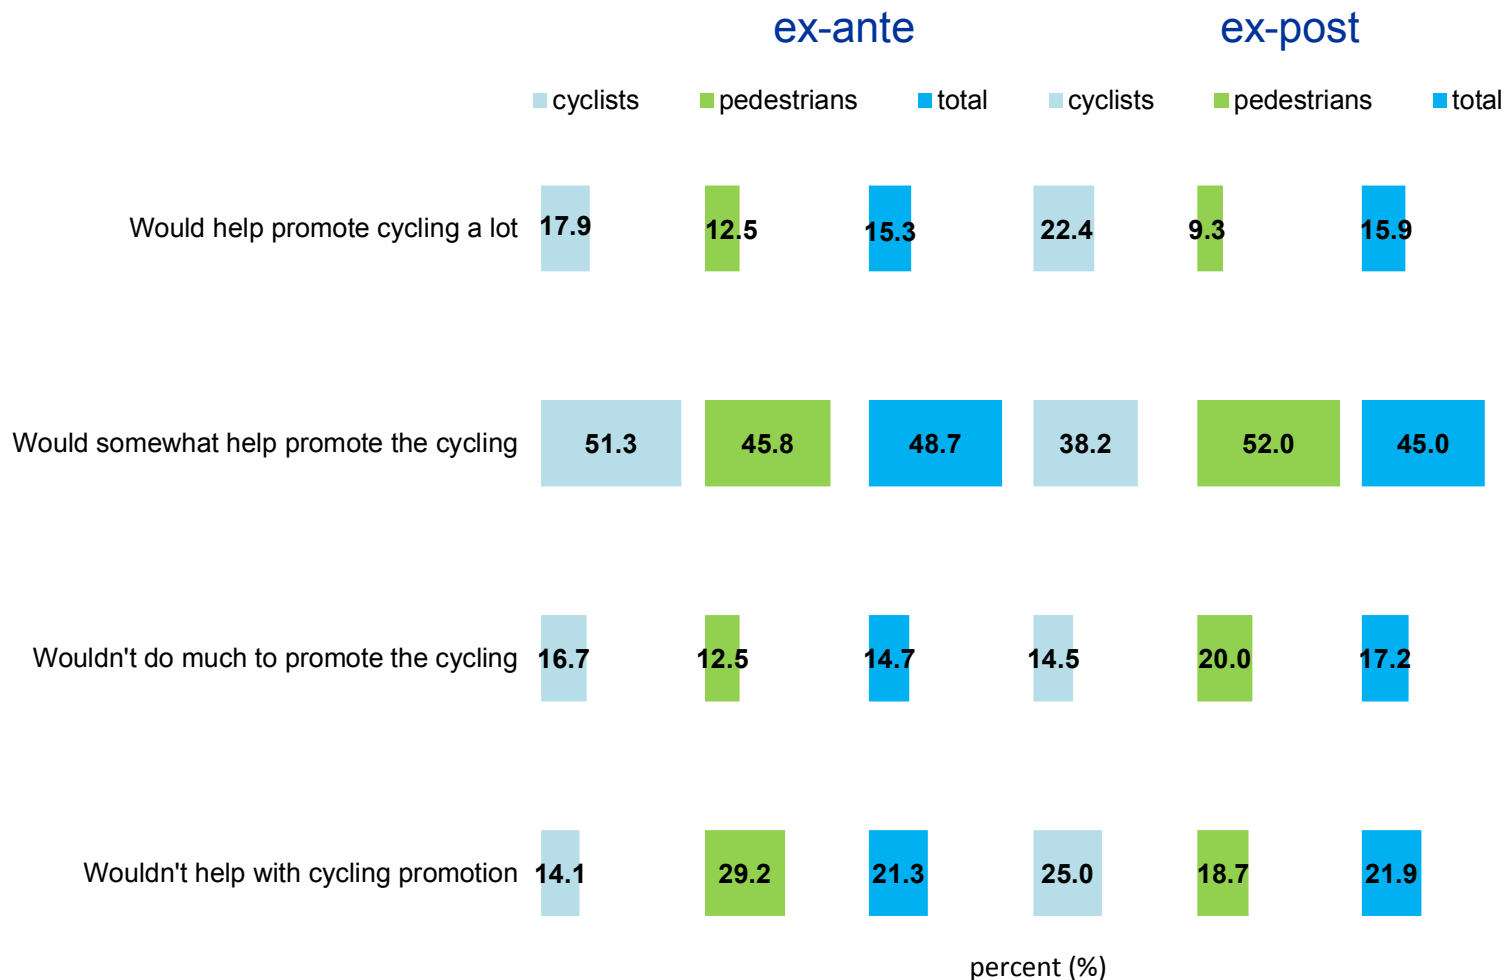 ex-ante ex-post
cyclists pedestrians total cyclists pedestrians total
Would help promote cycling a lot 17.9 12.5 15.3 22.4 9.3 15.9
Would somewhat help promote the cycling 51.3 45.8 48.7 38.2 52.0 45.0
Wouldn't do much to promote the cycling 16.7 12.5 14.7 14.5 20.0 17.2
Wouldn't help with cycling promotion 14.1 29.2 21.3 25.0 18.7 21.9
percent (%)